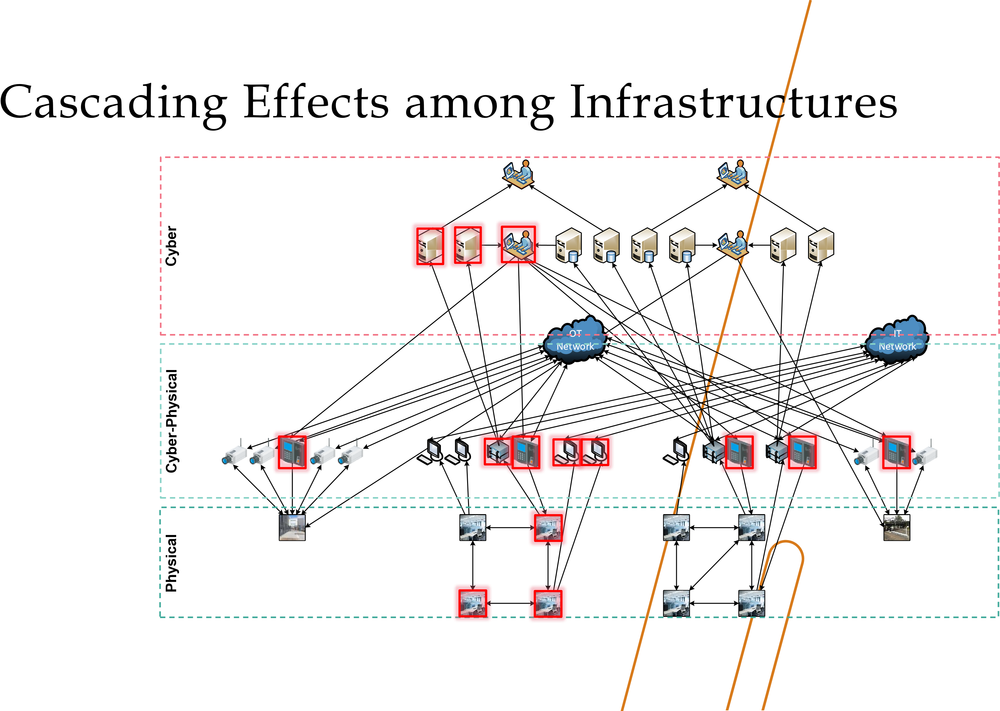 Cascading Effects among Infrastructures
Cyber
OT
Network
IT
Network
Cyber-Physical
Physical